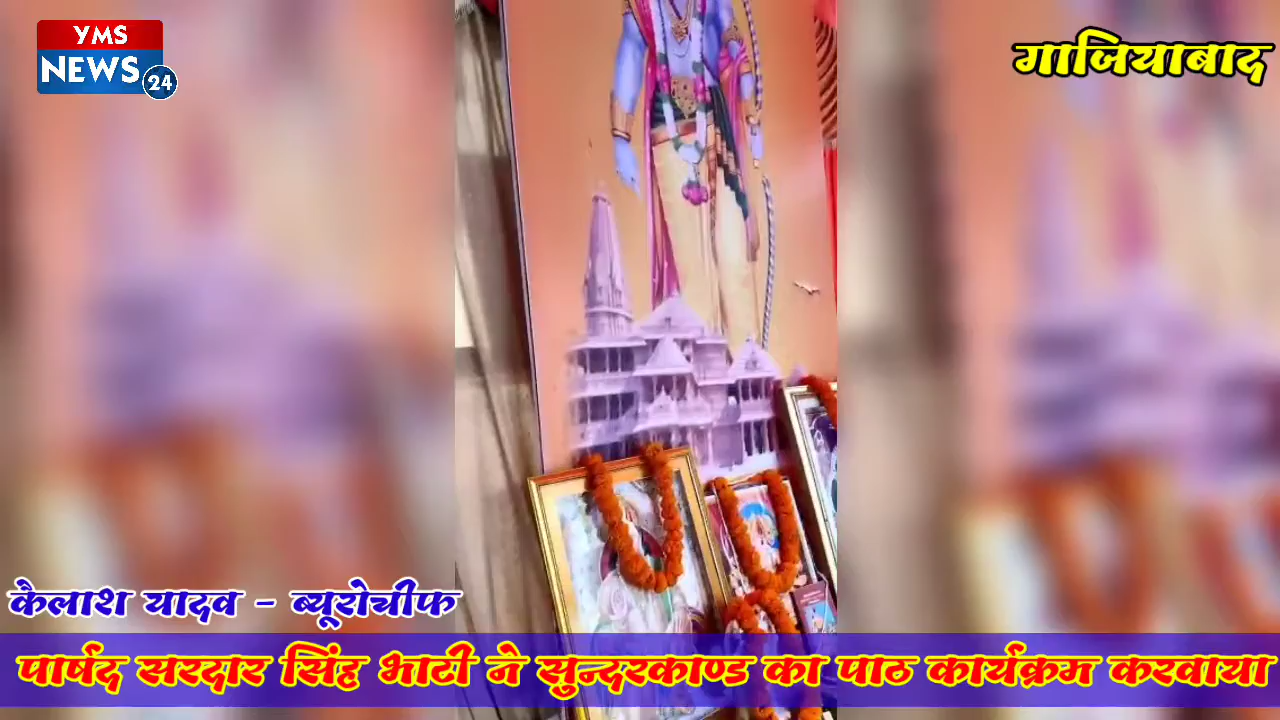 YMS
NEWS
24
गाजियाबाद
कैलाश यादव - ब्यूरोचीफ
पार्षद सरदार सिंह भाटी ने सुन्दरकाण्ड का पाठ कार्यक्रम करवाया